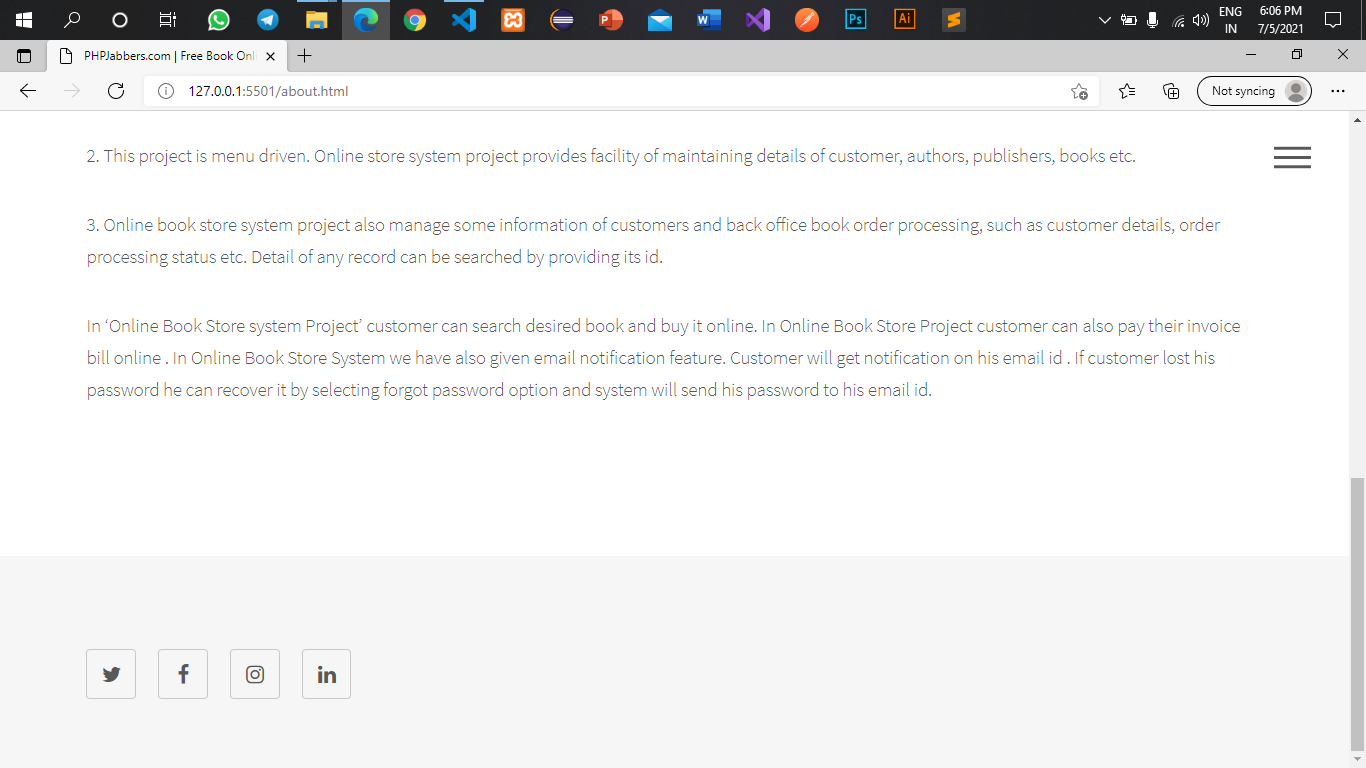 ENG
6:06 PM
IN
7/5/2021
PHPJabbers.com | Free Book Onli
127.0.0.1:5501/about.html
Not syncing
2. This project is menu driven. Online store system project provides facility of maintaining details of customer, authors, publishers, books etc.
3. Online book store system project also manage some information of customers and back office book order processing, such as customer details, order
processing status etc. Detail of any record can be searched by providing its id.
In ‘Online Book Store system Project’ customer can search desired book and buy it online. In Online Book Store Project customer can also pay their invoice
bill online . In Online Book Store System we have also given email notification feature. Customer will get notification on his email id . If customer lost his
password he can recover it by selecting forgot password option and system will send his password to his email id.